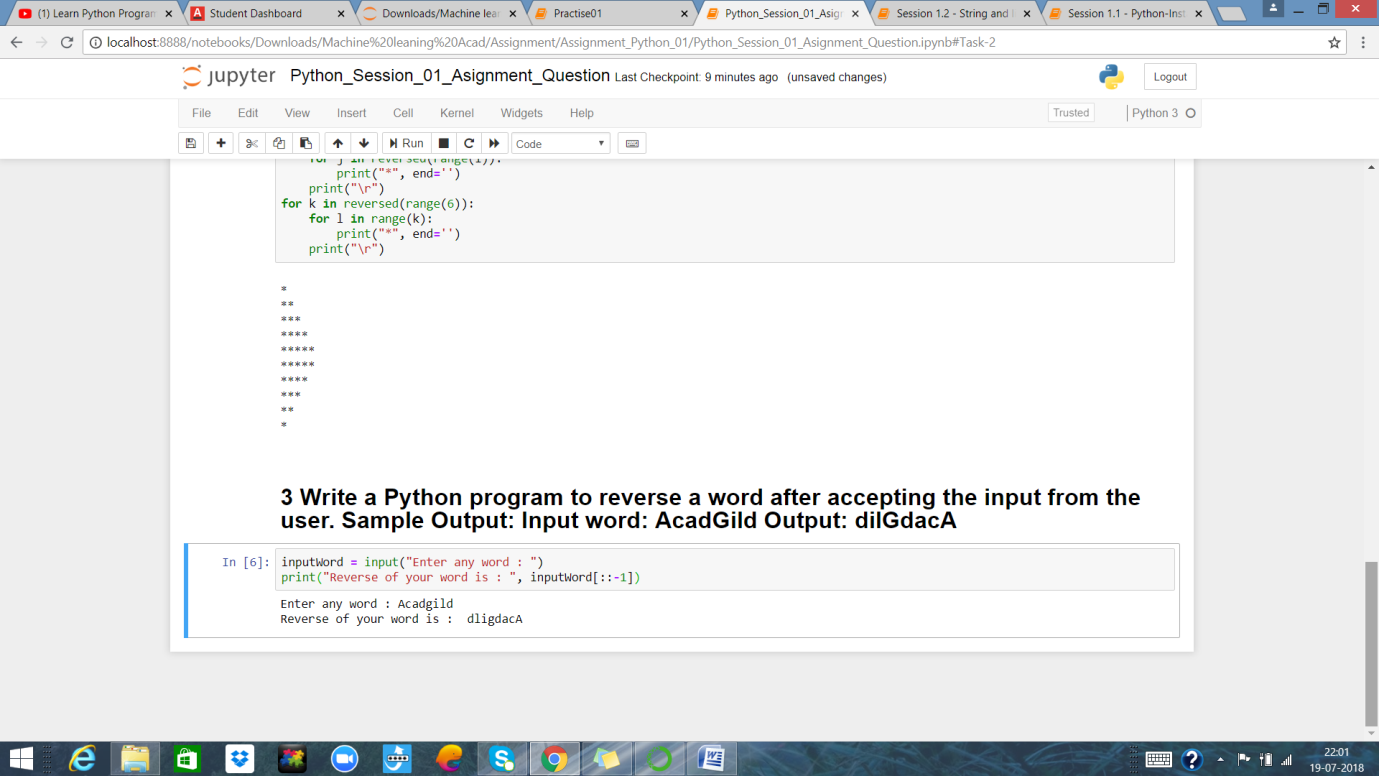 (1) Learn Python Program
Student Dashboard
Downloads/Machine lea
Practise01
Python_Session_01_Asig
Session 1.2 - String and
Session 1.1 - Python-Inst
localhost:8888/notebooks/Downloads/Machine%20leaning%20Acad/Assignment/Assignment_Python_01/Python_Session_01_Asignment_Question.ipynb#Task-2
jupyter Python_Session_01_Asignment_Question Last Checkpoint: 9 minutes ago (unsaved changes)
Logout
File Edit View Insert Cell Kernel Widgets Help
Trusted
Python 3
Run
Code
for j in reversed(range(i)):
print("*", end='')
print("\r")
for k in reversed(range(6)):
for l in range(k):
print("*", end='')
print("\r")
*
**
***
****
*****
*****
****
***
**
*
3 Write a Python program to reverse a word after accepting the input from the
user. Sample Output: Input word: AcadGild Output: dilGdacA
In [6]: inputWord = input("Enter any word : ")
print("Reverse of your word is : ", inputWord[::-1])
Enter any word : Acadgild
Reverse of your word is :  dligdacA
22:01
19-07-2018